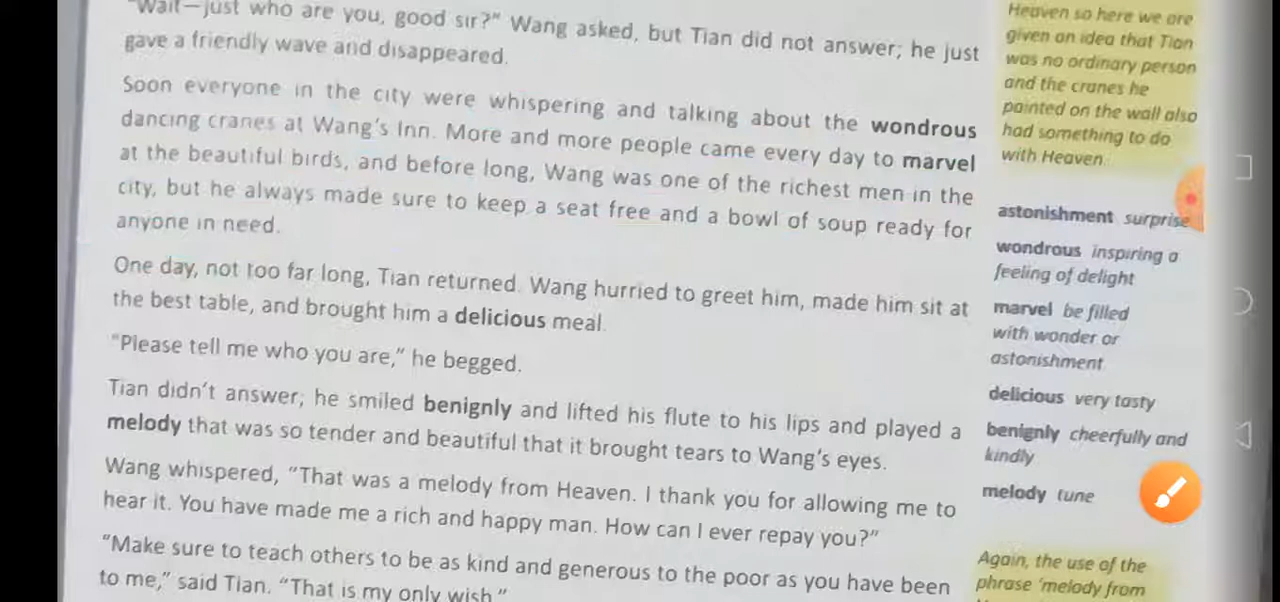 "Wait—just who are you, good sir?" Wang asked, but Tian did not answer; he just
gave a friendly wave and disappeared.
Soon everyone in the city were whispering and talking about the wondrous
dancing cranes at Wang's Inn. More and more people came every day to marvel
at the beautiful birds, and before long, Wang was one of the richest men in the
city, but he always made sure to keep a seat free and a bowl of soup ready for
anyone in need.
One day, not too far long, Tian returned. Wang hurried to greet him, made him sit at
the best table, and brought him a delicious meal.
"Please tell me who you are," he begged.
Tian didn't answer; he smiled benignly and lifted his flute to his lips and played a
melody that was so tender and beautiful that it brought tears to Wang's eyes.
Wang whispered, "That was a melody from Heaven. I thank you for allowing me to
hear it. You have made me a rich and happy man. How can I ever repay you?"
"Make sure to teach others to be as kind and generous to the poor as you have been
to me," said Tian. "That is my only wish."
Heaven so here we are
given an idea that Tian
was no ordinary person
and the cranes he
painted on the wall also
had something to do
with Heaven.
astonishment surprise
wondrous inspiring a
feeling of delight
marvel be filled
with wonder or
astonishment
delicious very tasty
benignly cheerfully and
kindly
melody tune
Again, the use of the
phrase 'melody from